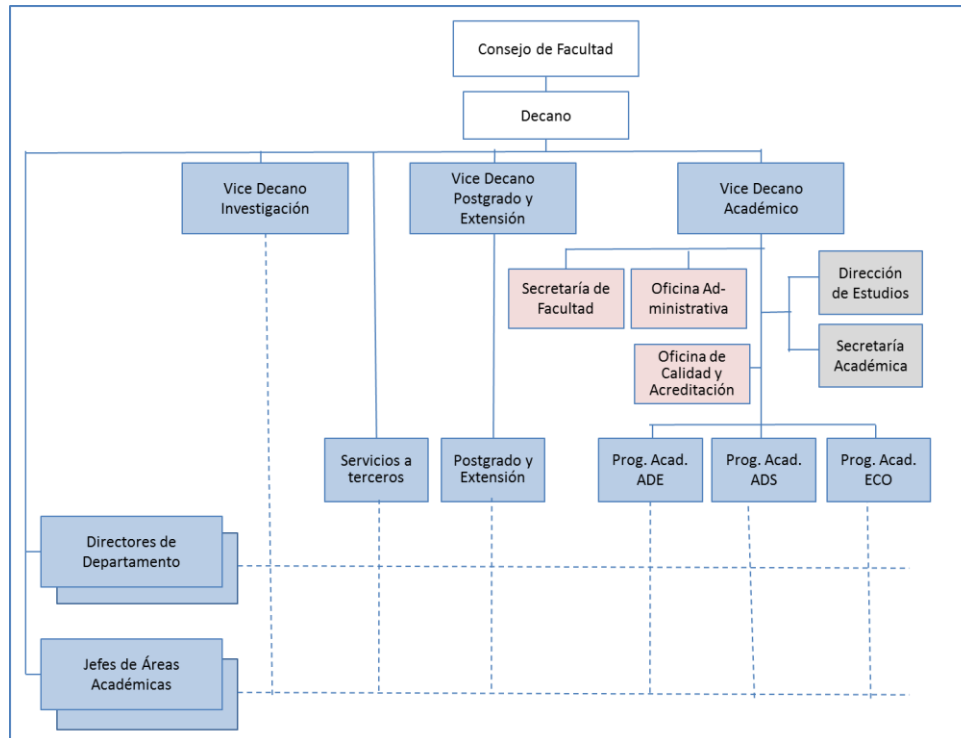 Consejo de Facultad
Decano
Vice Decano
Investigación
Vice Decano
Postgrado y
Extensión
Vice Decano
Académico
Secretaría de
Facultad
Oficina Ad-
ministrativa
Dirección
de Estudios
Secretaría
Académica
Oficina de
Calidad y
Acreditación
Servicios a
terceros
Postgrado y
Extensión
Prog. Acad.
ADE
Prog. Acad.
ADS
Prog. Acad.
ECO
Directores de
Departamento
Jefes de Áreas
Académicas